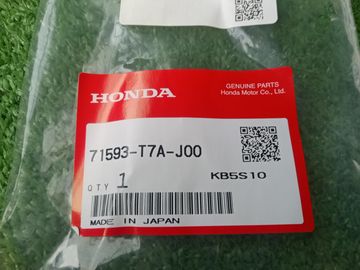 GENUINE PARTS
Honda Motor Co., Ltd.
HONDA
71593-T7A-J00
QTY 1
KB5S10
MADE IN JAPAN